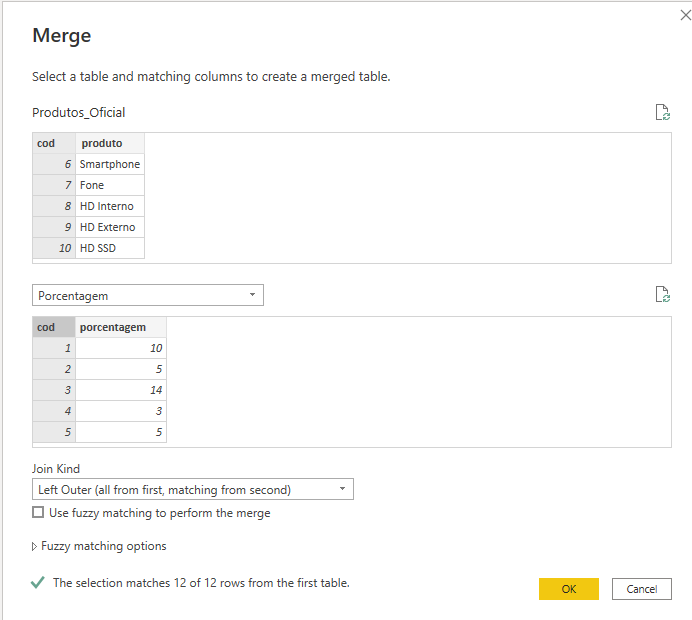 Merge
Select a table and matching columns to create a merged table.
Produtos_Oficial
cod produto
6 Smartphone
7 Fone
8 HD Interno
9 HD Externo
10 HD SSD
Porcentagem
cod porcentagem
1 10
2 5
3 14
4 3
5 5
Join Kind
Left Outer (all from first, matching from second)
Use fuzzy matching to perform the merge
Fuzzy matching options
The selection matches 12 of 12 rows from the first table.
OK Cancel